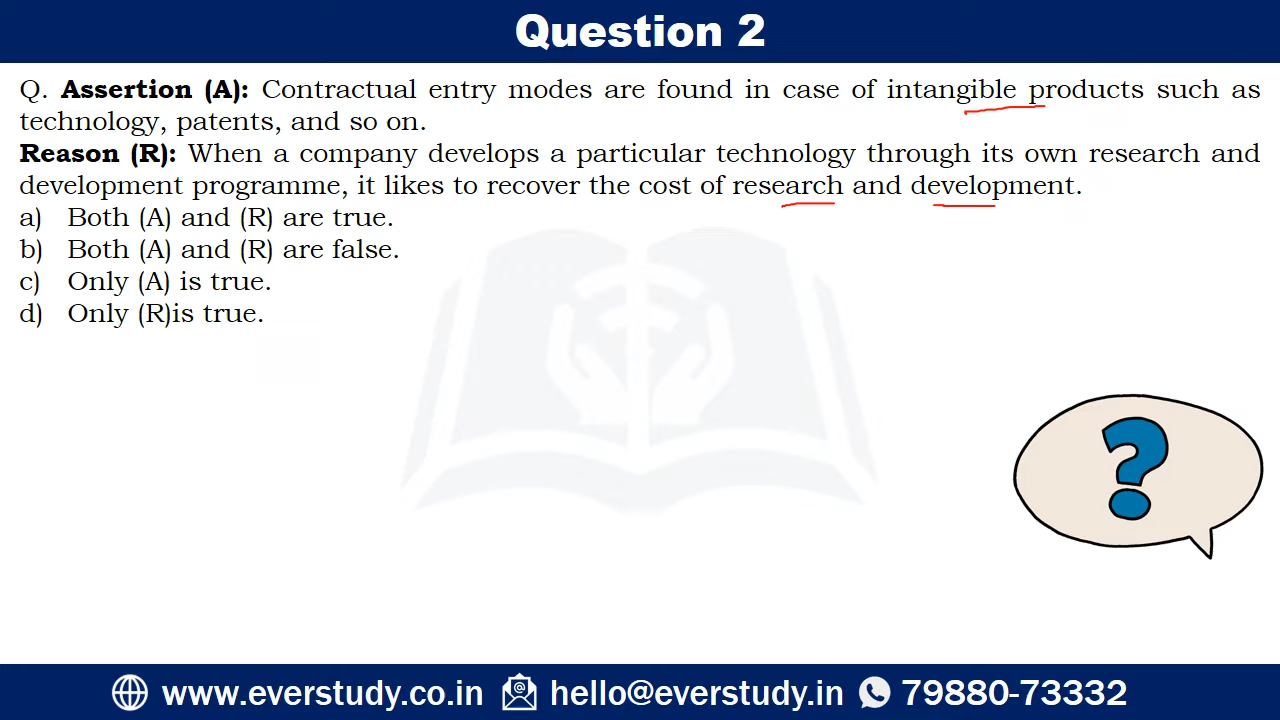 Question 2
Q. Assertion (A): Contractual entry modes are found in case of intangible products such as
technology, patents, and so on.
Reason (R): When a company develops a particular technology through its own research and
development programme, it likes to recover the cost of research and development.
a) Both (A) and (R) are true.
b) Both (A) and (R) are false.
c) Only (A) is true.
d) Only (R)is true.
?
www.everstudy.co.in hello@everstudy.in 79880-73332